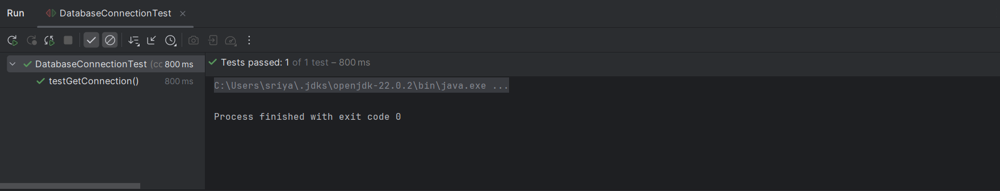 Run DatabaseConnectionTest
DatabaseConnectionTest (cc 800 ms
testGetConnection() 800 ms
Tests passed: 1 of 1 test – 800 ms
C:\Users\sriya\.jdks\openjdk-22.0.2\bin\java.exe ...
Process finished with exit code 0